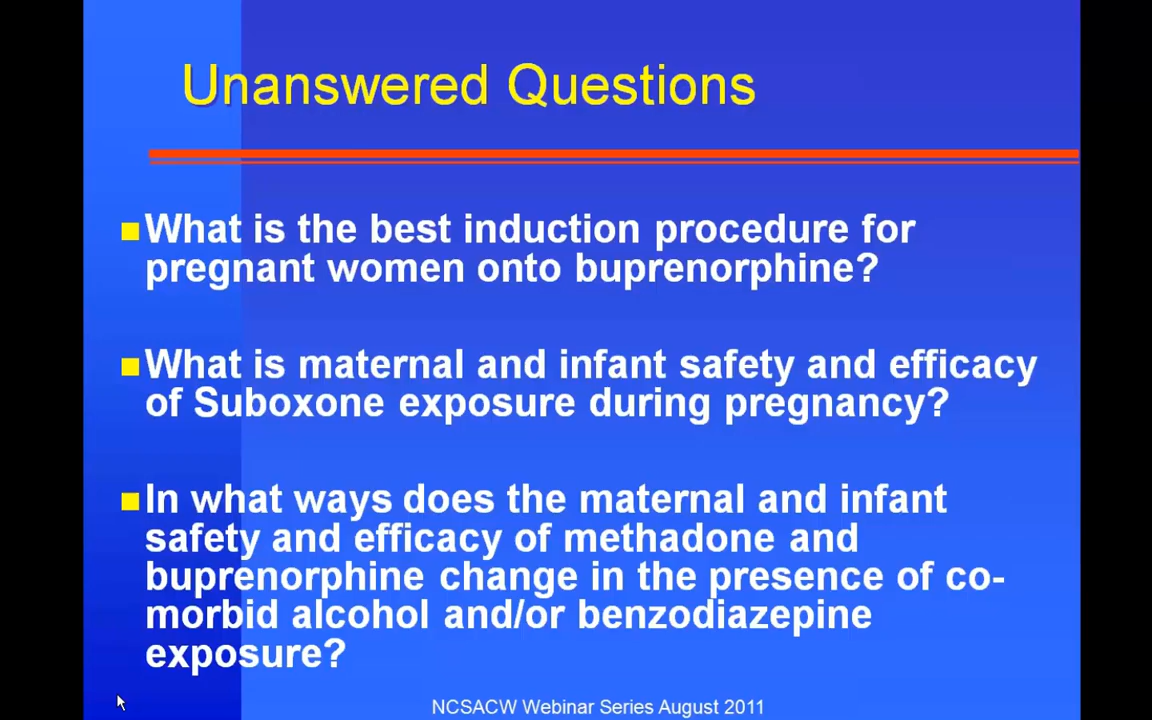 Unanswered Questions
What is the best induction procedure for
pregnant women onto buprenorphine?
What is maternal and infant safety and efficacy
of Suboxone exposure during pregnancy?
In what ways does the maternal and infant
safety and efficacy of methadone and
buprenorphine change in the presence of co-
morbid alcohol and/or benzodiazepine
exposure?
NCSACW Webinar Series August 2011